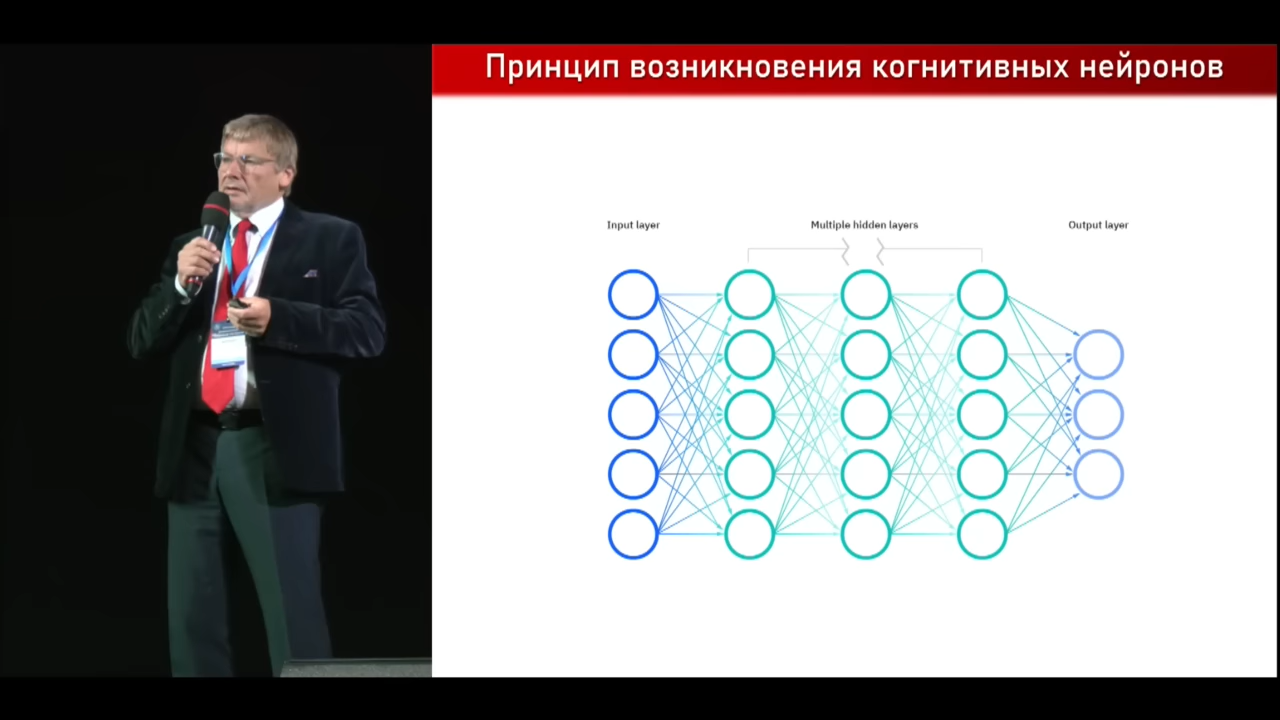 Принцип возникновения когнитивных нейронов
Input layer
Multiple hidden layers
Output layer